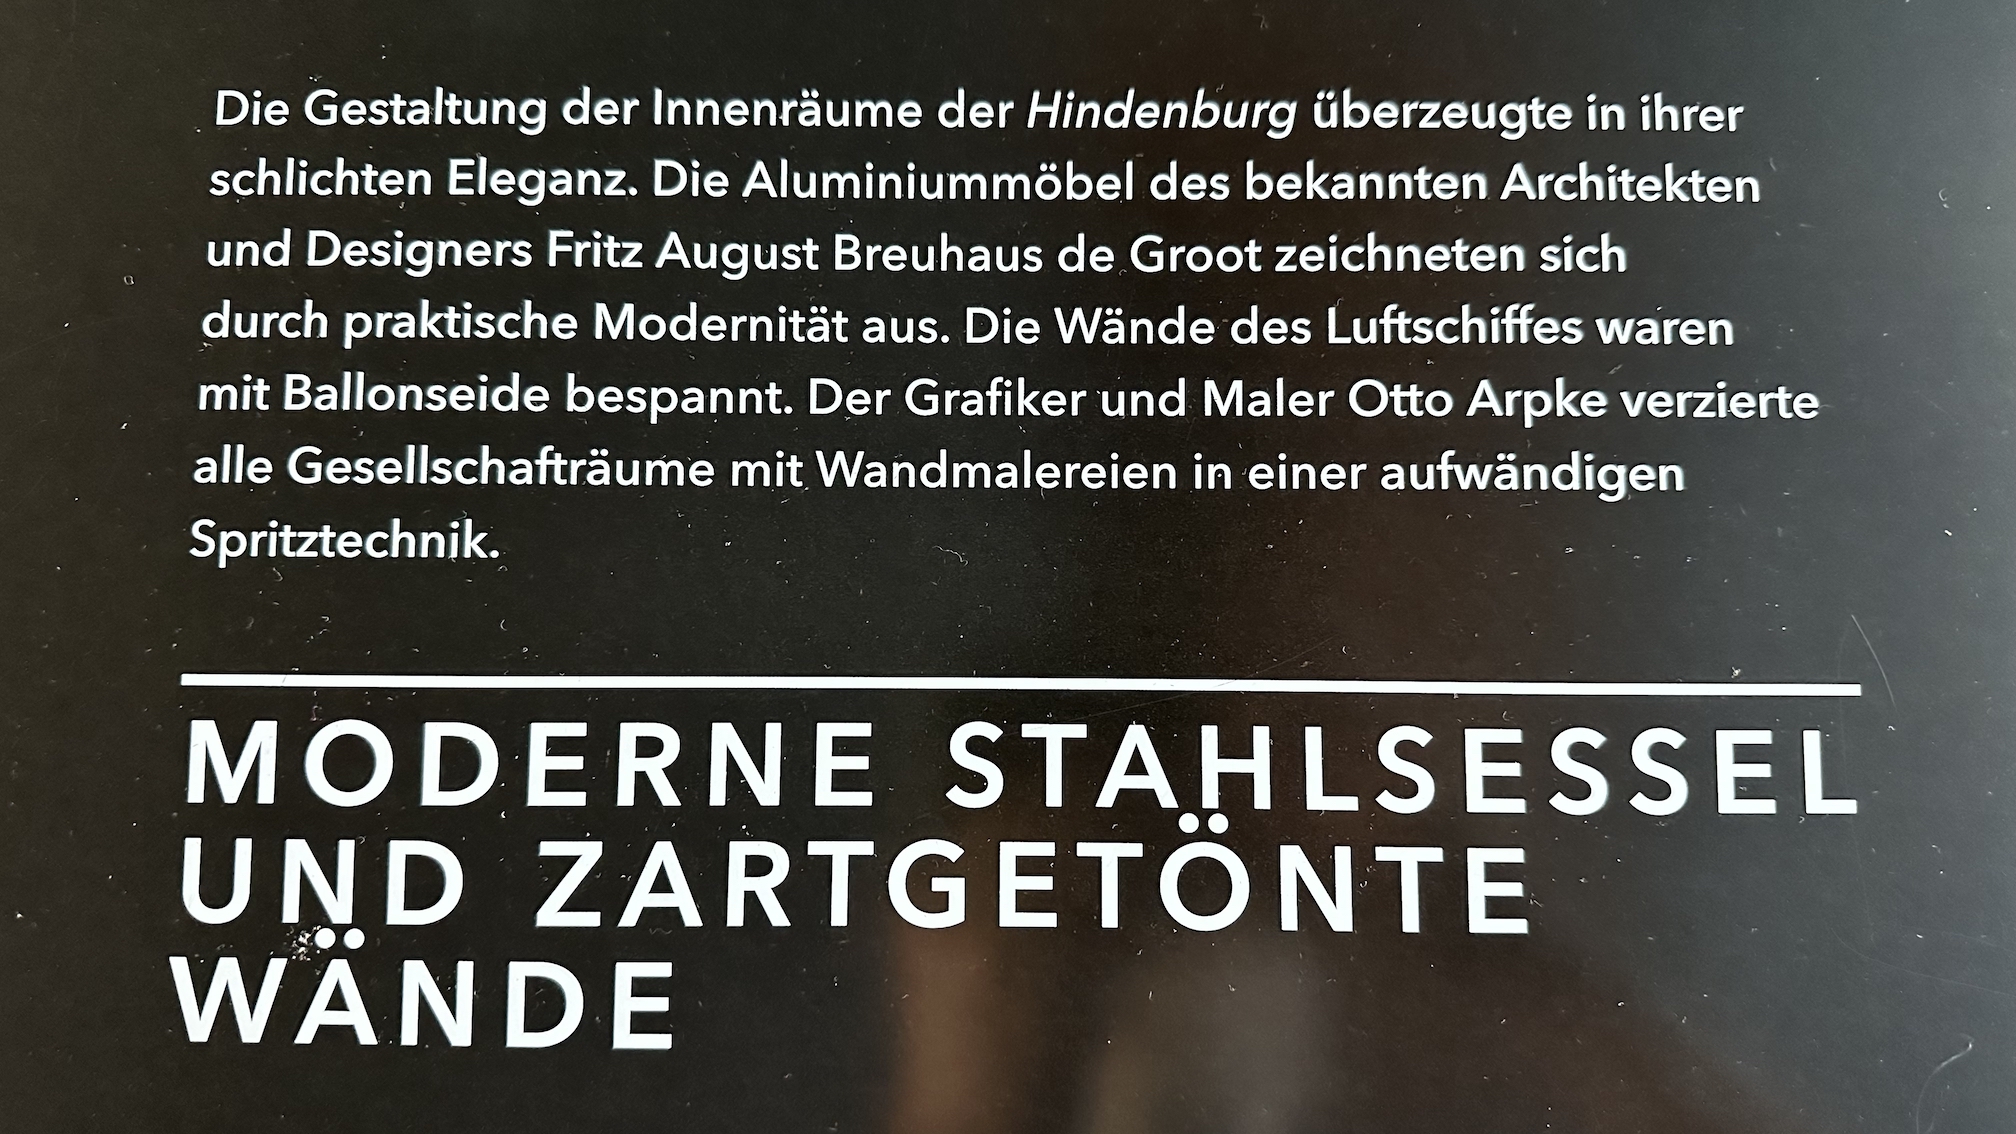 Die Gestaltung der Innenräume der Hindenburg überzeugte in ihrer
schlichten Eleganz. Die Aluminiummöbel des bekannten Architekten
und Designers Fritz August Breuhaus de Groot zeichneten sich
durch praktische Modernität aus. Die Wände des Luftschiffes waren
mit Ballonseide bespannt. Der Grafiker und Maler Otto Arpke verzierte
alle Gesellschafträume mit Wandmalereien in einer aufwändigen
Spritztechnik.
MODERNE STAHLSESSEL
UND ZARTGETÖNTE
WÄNDE